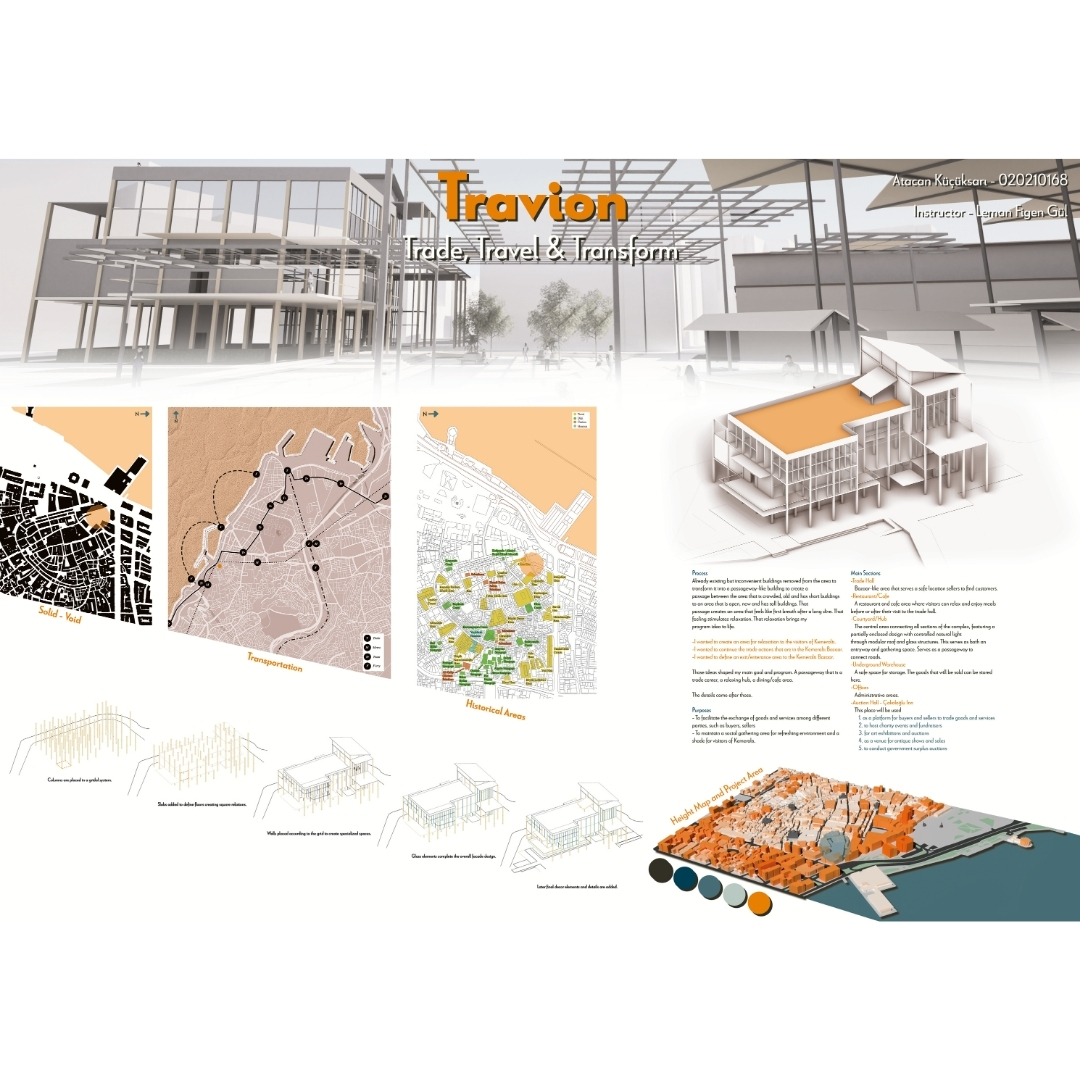 Travion
Trade, Travel & Transform
Atacan Küçüksarı - 020210168
Instructor - Leman Figen Gül
N
N
Solid - Void
Transportation
Historical Areas
Process
Already existing but inconvenient buildings removed from the area to
transform it into a passageway-like building to create a
passage between the area that is crowded, old and has short buildings
to an area that is open, new and has tall buildings. That
passage creates an area that feels like first breath after a long dive. That
feeling stimulates relaxation. That relaxation brings my
program idea to life.
-I wanted to create an area for relaxation to the visitors of Kemeraltı.
-I wanted to continue the trade actions that are in the Kemeraltı Bazaar.
-I wanted to define an exit/enterance area to the Kemeraltı Bazaar.
These ideas shaped my main goal and program. A passageway that is a
trade center, a relaxing hub, a dining/cafe area.
The details come after those.
Purposes
- To facilitate the exchange of goods and services among different
parties, such as buyers, sellers
- To maintain a social gathering area for refreshing environment and a
shade for visitors of Kemeraltı.
Main Sections
-Trade Hall
Bazaar-like area that serves a safe location sellers to find customers.
-Restaurant/Cafe
A restaurant and cafe area where visitors can relax and enjoy meals
before or after their visit to the trade hall.
-Courtyard/Hub
The central area connecting all sections of the complex, featuring a
partially enclosed design with controlled natural light
through modular roof and glass structures. This serves as both an
entryway and gathering space. Serves as a passageway to
connect roads.
-Underground Warehouse
A safe space for storage. The goods that will be sold can be stored
here.
-Offices
Administrative areas.
-Auction Hall - Çakaloğlu Inn
This place will be used
1. as a platform for buyers and sellers to trade goods and services
2. to host charity events and fundraisers
3. for art exhibitions and auctions
4. as a venue for antique shows and sales
5. to conduct government surplus auctions
Columns are placed to a gridal system.
Slabs added to define floors creating square relations.
Walls placed according to the grid to create specialized spaces.
Glass elements complete the overall facade design.
Later final decor elements and details are added.
Height Map and Project Area